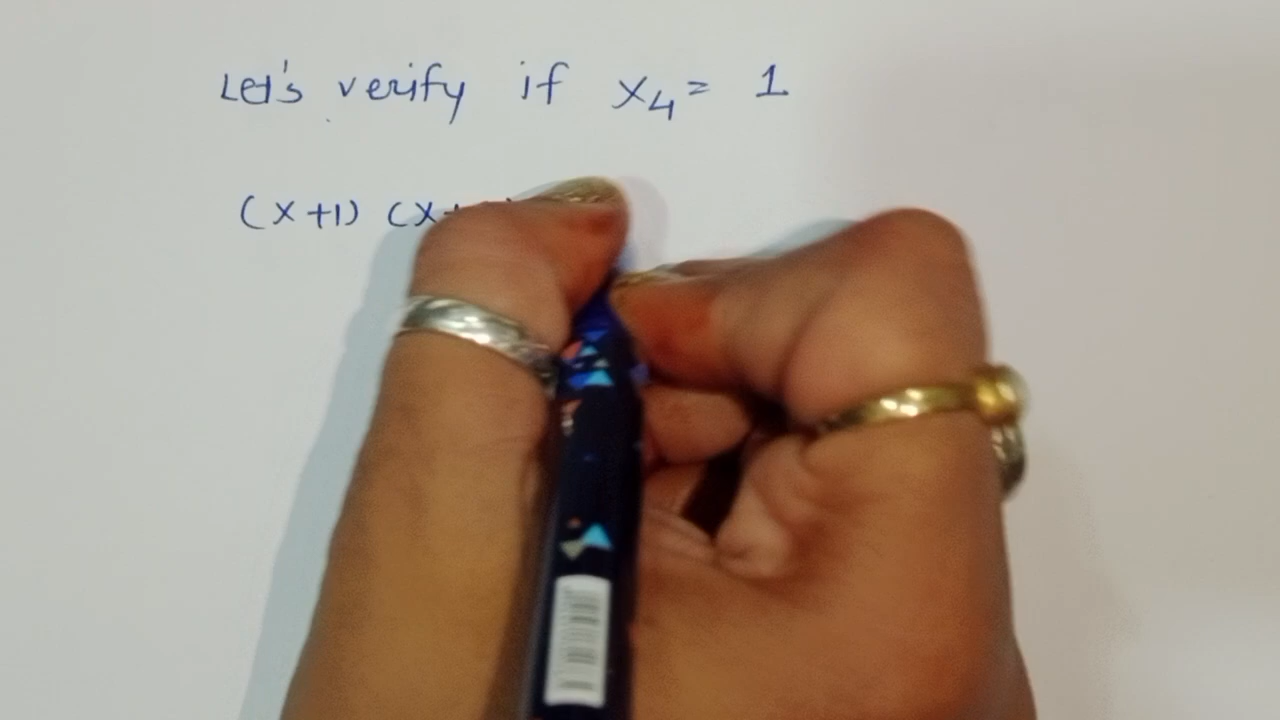 Let's verify if x₄ = 1
(x+1) (x+